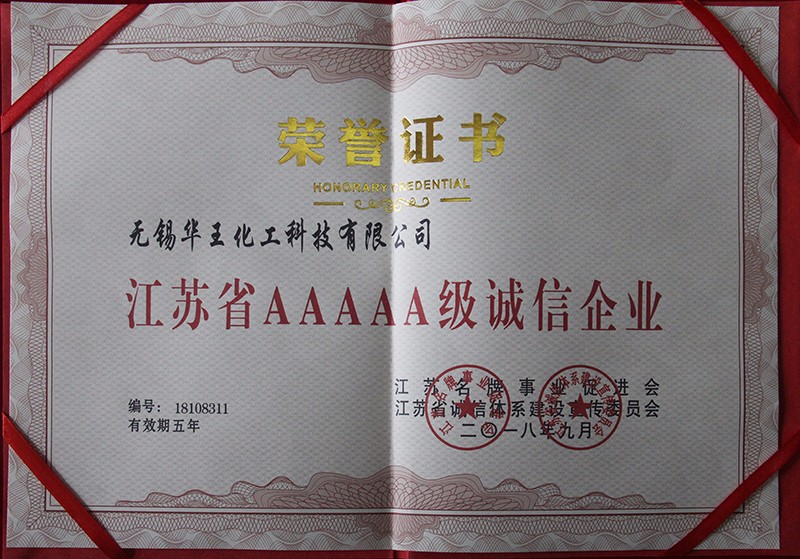 荣誉证书
HONORARY CREDENTIAL
无锡华王化工科技有限公司
江苏省AAAAA级诚信企业
江苏名牌事业促进会
编号：18108311
江苏省诚信体系建设宣传委员会
有效期五年
二〇一八年九月